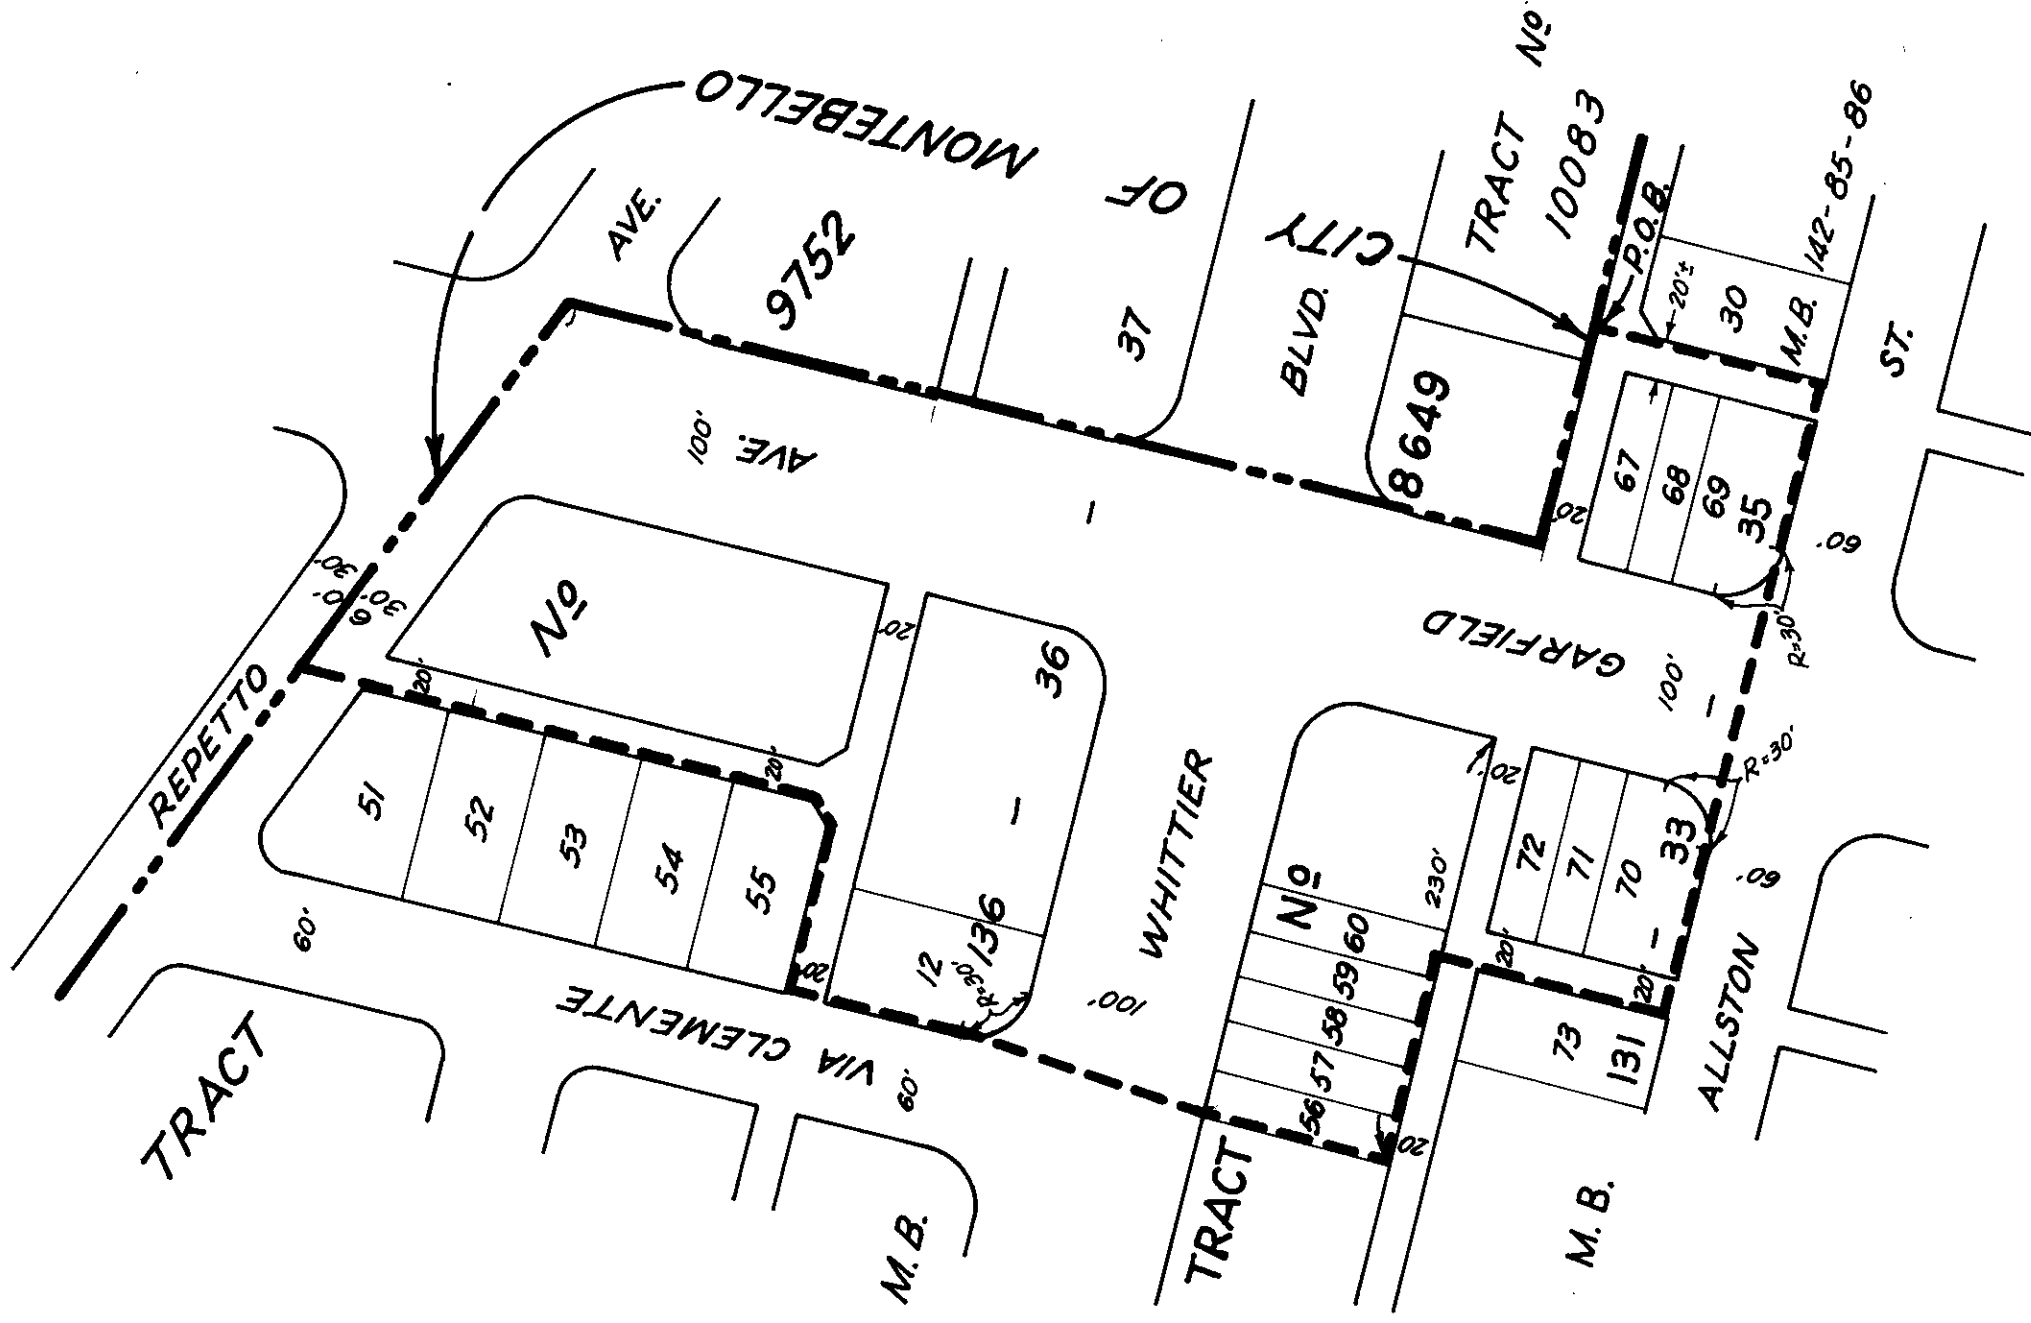 CITY OF MONTEBELLO
REPETTO AVE.
TRACT Nº 9752
M.B. 136 - 36 - 37
TRACT Nº 8649
M.B. 131 - 33 - 35
TRACT Nº
10083
M.B. 142-85-86
P.O.B.
GARFIELD AVE.
WHITTIER BLVD.
VIA CLEMENTE
ALLSTON ST.
30'
60'
30'
100'
20'
20'
20'
20'
51
52
53
54
55
60'
60'
12
R=30'
100'
56
57
58
59
60
230'
20'
20'
20'
20'
72
71
70
73
R=30'
60'
100'
R=30'
60'
20'
67
68
69
30
20'±